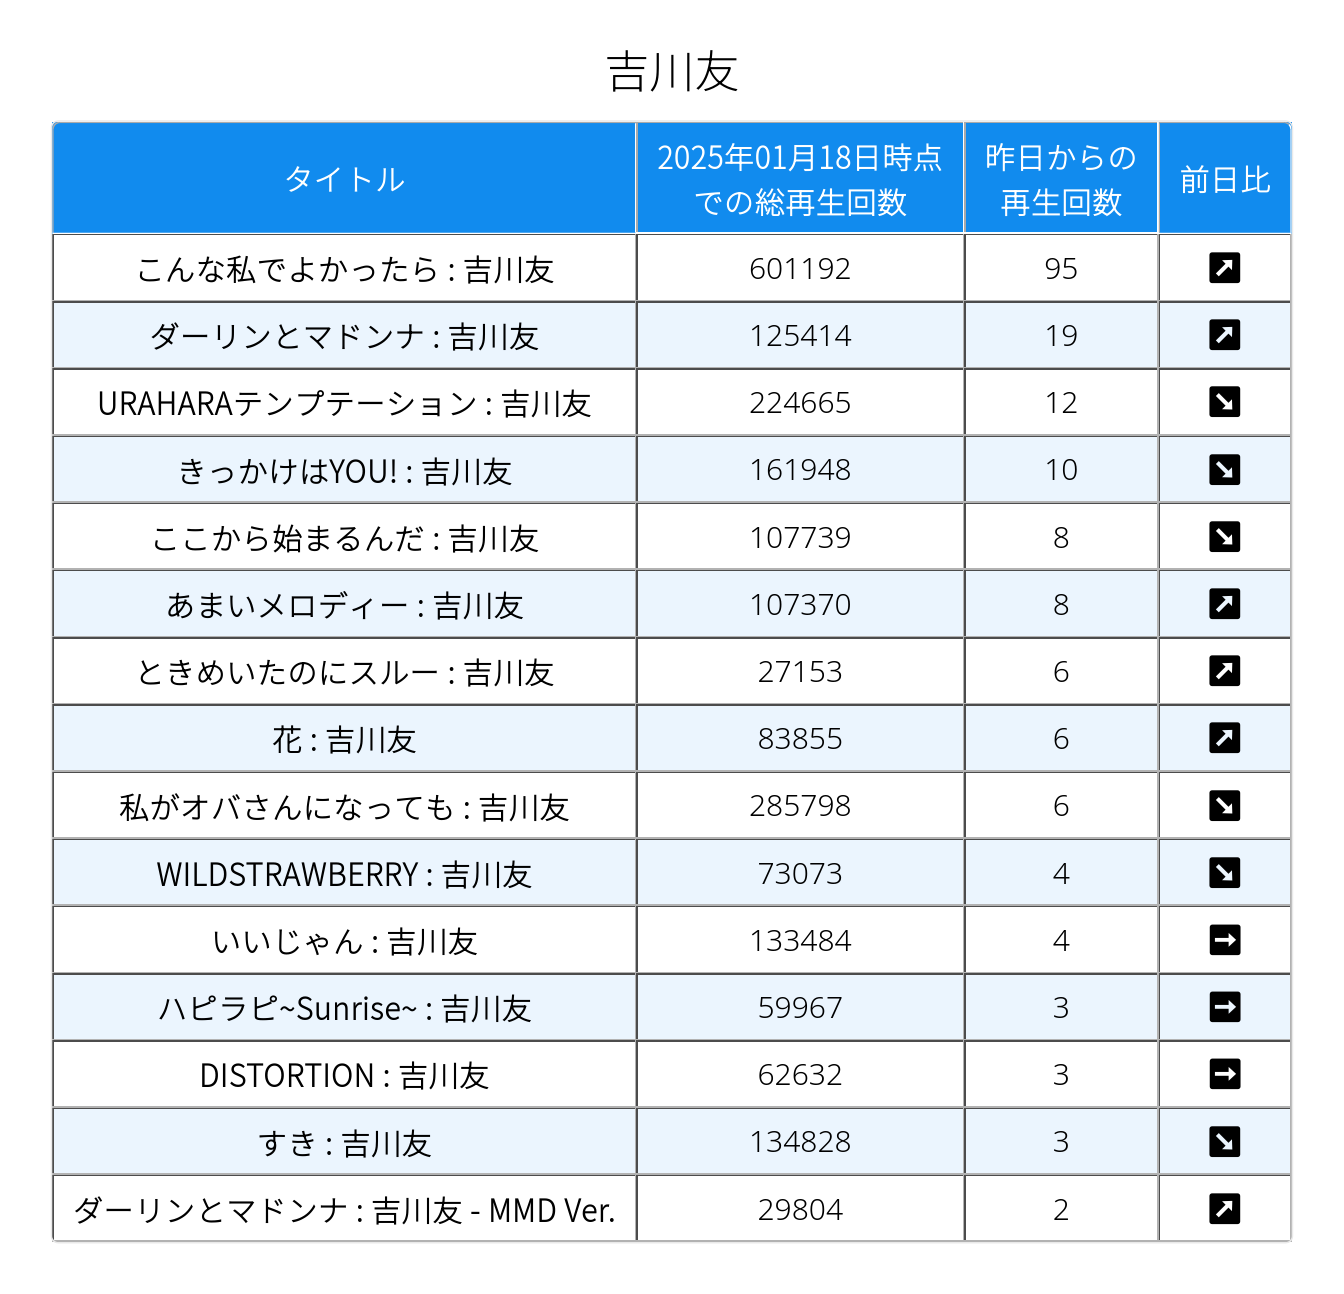 吉川友
タイトル
2025年01月18日時点
での総再生回数
昨日からの
再生回数
前日比
こんな私でよかったら : 吉川友 601192 95
ダーリンとマドンナ : 吉川友 125414 19
URAHARAテンプテーション : 吉川友 224665 12
きっかけはYOU! : 吉川友 161948 10
ここから始まるんだ : 吉川友 107739 8
あまいメロディー : 吉川友 107370 8
ときめいたのにスルー : 吉川友 27153 6
花 : 吉川友 83855 6
私がオバさんになっても : 吉川友 285798 6
WILDSTRAWBERRY : 吉川友 73073 4
いいじゃん : 吉川友 133484 4
ハピラピ~Sunrise~ : 吉川友 59967 3
DISTORTION : 吉川友 62632 3
すき : 吉川友 134828 3
ダーリンとマドンナ : 吉川友 - MMD Ver. 29804 2